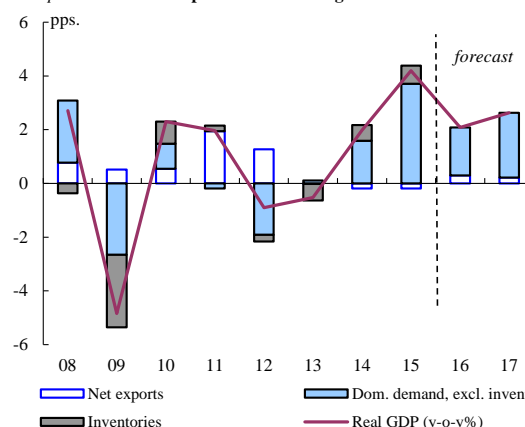 pps.
forecast
6
4
2
0
-2
-4
-6
08 09 10 11 12 13 14 15 16 17
Net exports
Dom. demand, excl. inven
Inventories
Real GDP (y-o-y%)